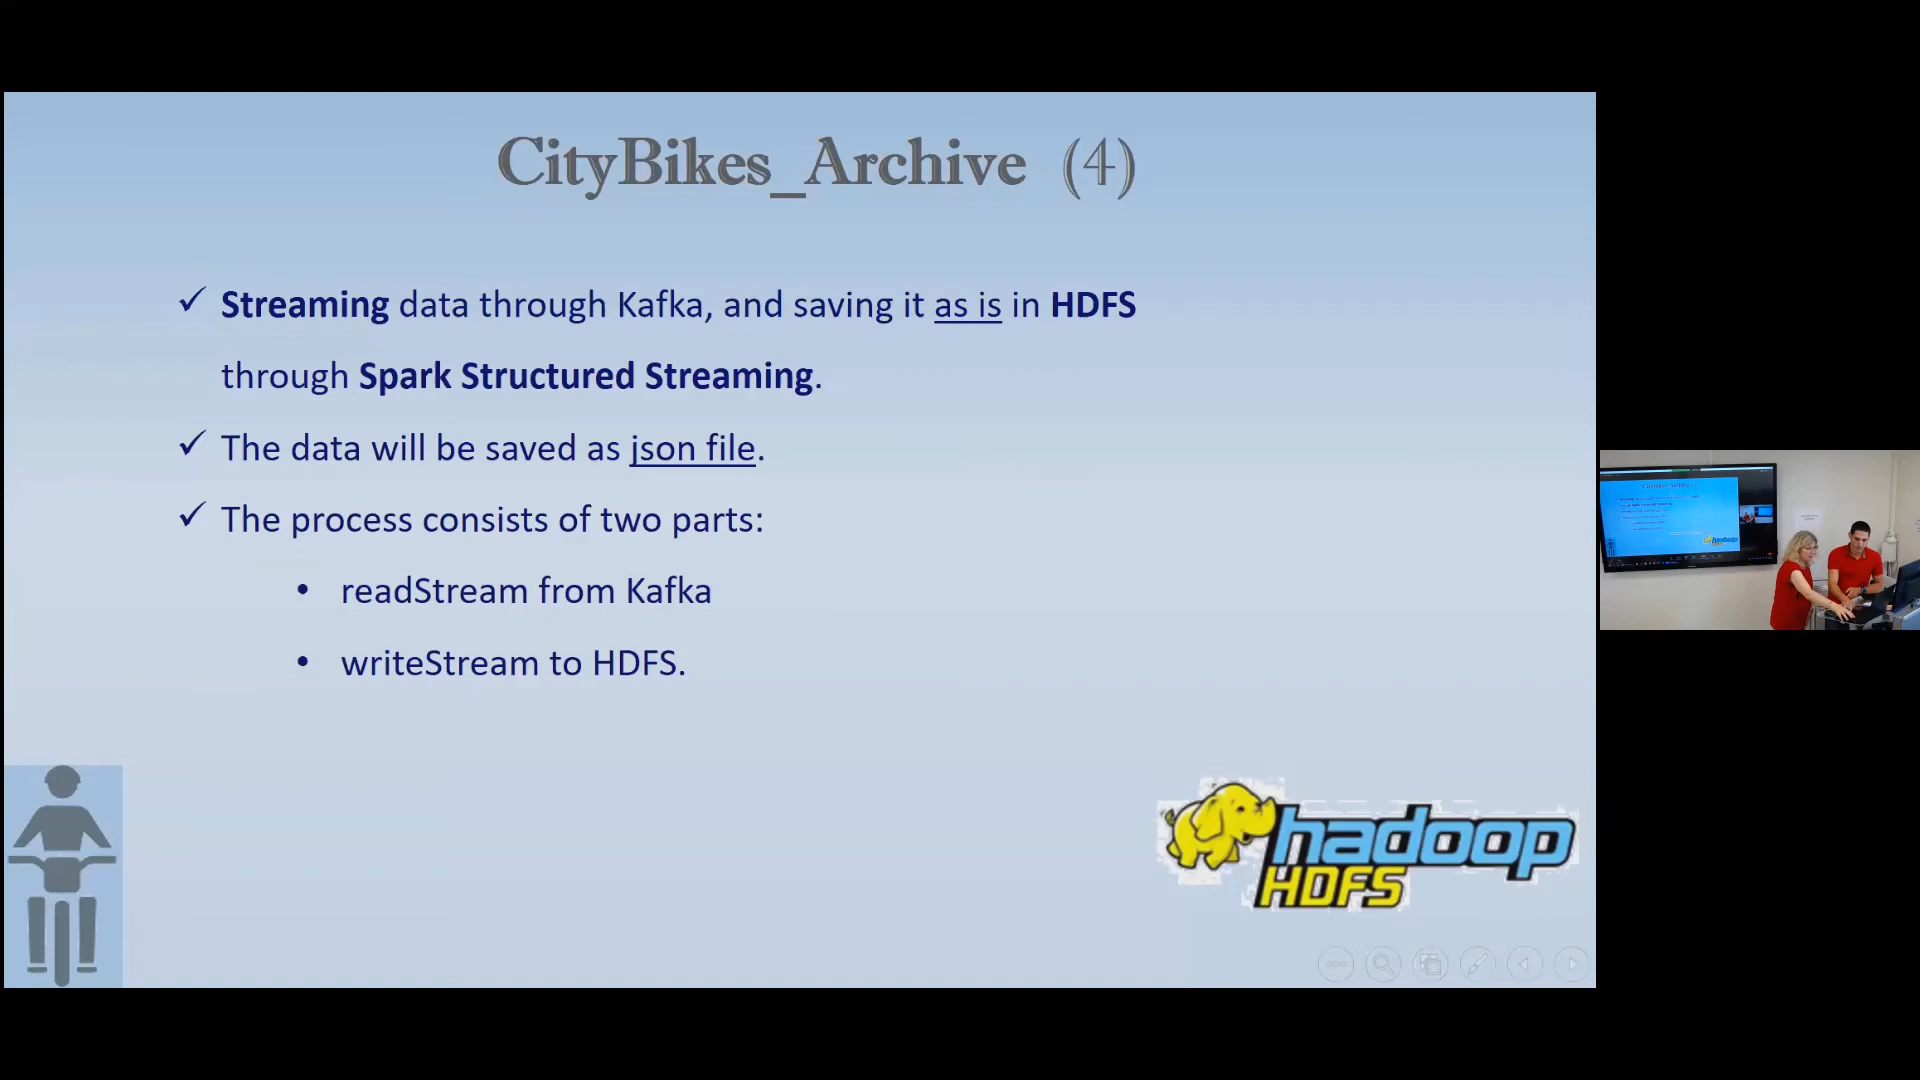 CityBikes_Archive (4)
✓ Streaming data through Kafka, and saving it as is in HDFS
through Spark Structured Streaming.
✓ The data will be saved as json file.
✓ The process consists of two parts:
• readStream from Kafka
• writeStream to HDFS.
hadoop
HDFS